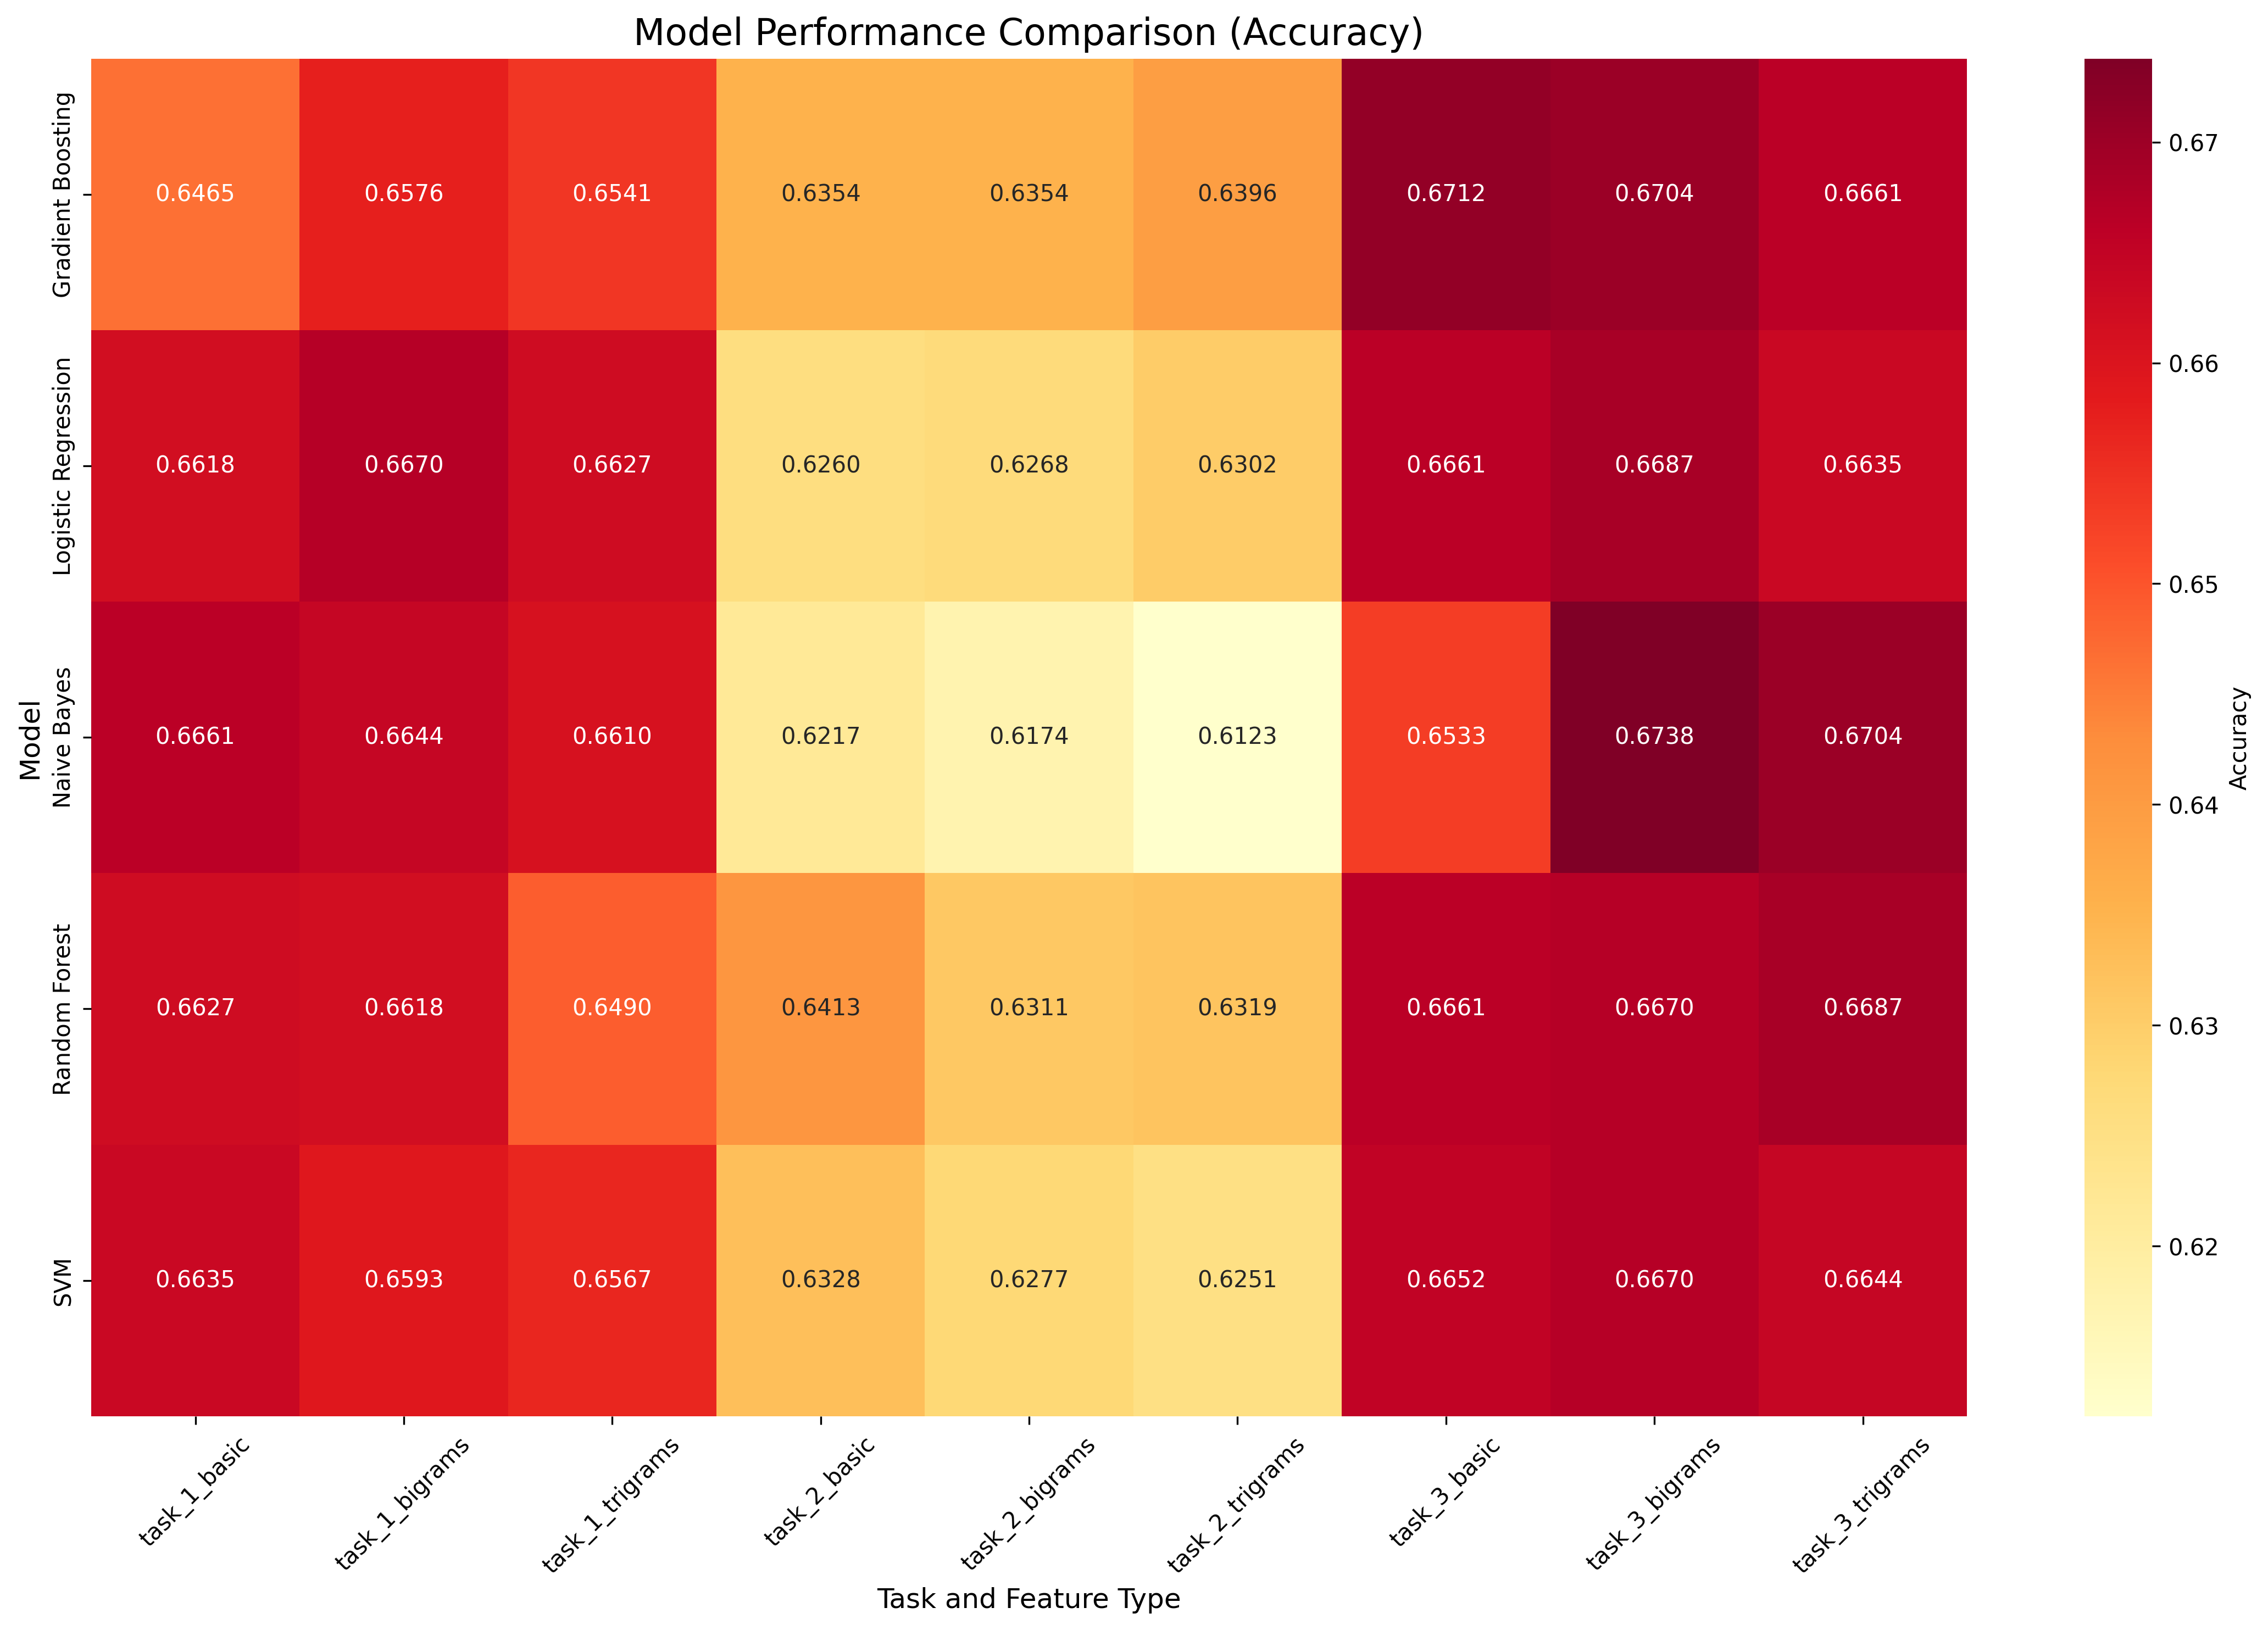 Model Performance Comparison (Accuracy)
Model
Gradient Boosting
0.6465 0.6576 0.6541 0.6354 0.6354 0.6396 0.6712 0.6704 0.6661
Logistic Regression
0.6618 0.6670 0.6627 0.6260 0.6268 0.6302 0.6661 0.6687 0.6635
Naive Bayes
0.6661 0.6644 0.6610 0.6217 0.6174 0.6123 0.6533 0.6738 0.6704
Random Forest
0.6627 0.6618 0.6490 0.6413 0.6311 0.6319 0.6661 0.6670 0.6687
SVM
0.6635 0.6593 0.6567 0.6328 0.6277 0.6251 0.6652 0.6670 0.6644
task_1_basic
task_1_bigrams
task_1_trigrams
task_2_basic
task_2_bigrams
task_2_trigrams
task_3_basic
task_3_bigrams
task_3_trigrams
Task and Feature Type
0.67
0.66
0.65
0.64
0.63
0.62
Accuracy